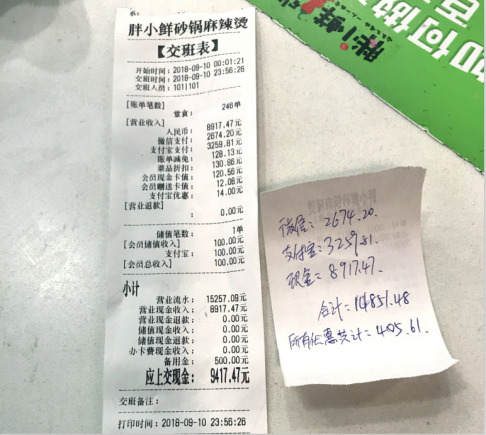 胖小鲜砂锅麻辣烫
【交班表】
开始时间：2018-09-10 00:01:21
交班时间：2018-09-10 23:56:26
交班人员：101|101
[账单笔数]
堂食： 246单
[营业收入]
人民币： 8917.47元
微信支付： 2674.20元
支付宝支付： 3259.81元
账单减免： 128.13元
菜品折扣： 130.86元
会员现金卡值： 120.56元
会员赠送卡值： 12.06元
支付宝优惠： 14.00元
[营业退款]
0.00元
储值笔数： 1单
[会员储值收入] 100.00元
支付宝： 100.00元
[会员总收入] 100.00元
小计
营业流水： 15257.09元
营业现金收入： 8917.47元
营业现金退款： 0.00元
储值现金收入： 0.00元
储值现金退款： 0.00元
办卡费现金收入： 0.00元
备用金： 500.00元
应上交现金： 9417.47元
交班备注：
打印时间：2018-09-10 23:56:26
微信：2674.20.
支付宝：3259.81.
现金：8917.47.
合计：14851.48
所有优惠共计：405.61.
如何做